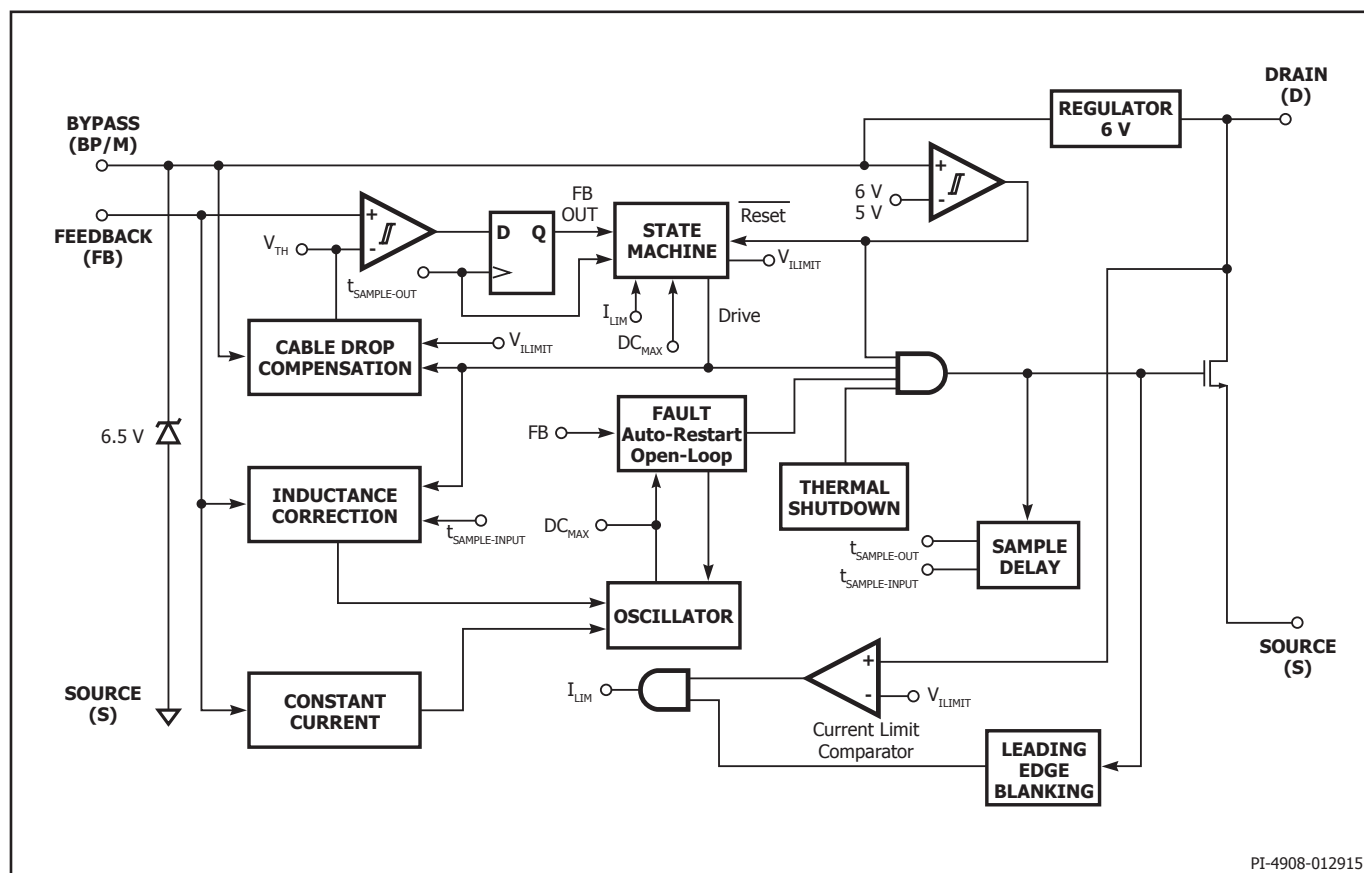 DRAIN
(D)
REGULATOR
6 V
BYPASS
(BP/M)
FEEDBACK
(FB)
+
-
V_TH
t_SAMPLE-OUT
D Q
FB
OUT
STATE
MACHINE
Reset
6 V
5 V
+
-
V_ILIMIT
I_LIM
DC_MAX
Drive
CABLE DROP
COMPENSATION
V_ILIMIT
6.5 V
FB
FAULT
Auto-Restart
Open-Loop
THERMAL
SHUTDOWN
INDUCTANCE
CORRECTION
t_SAMPLE-INPUT
DC_MAX
t_SAMPLE-OUT
t_SAMPLE-INPUT
SAMPLE
DELAY
OSCILLATOR
SOURCE
(S)
SOURCE
(S)
CONSTANT
CURRENT
I_LIM
+
-
V_ILIMIT
Current Limit
Comparator
LEADING
EDGE
BLANKING
PI-4908-012915